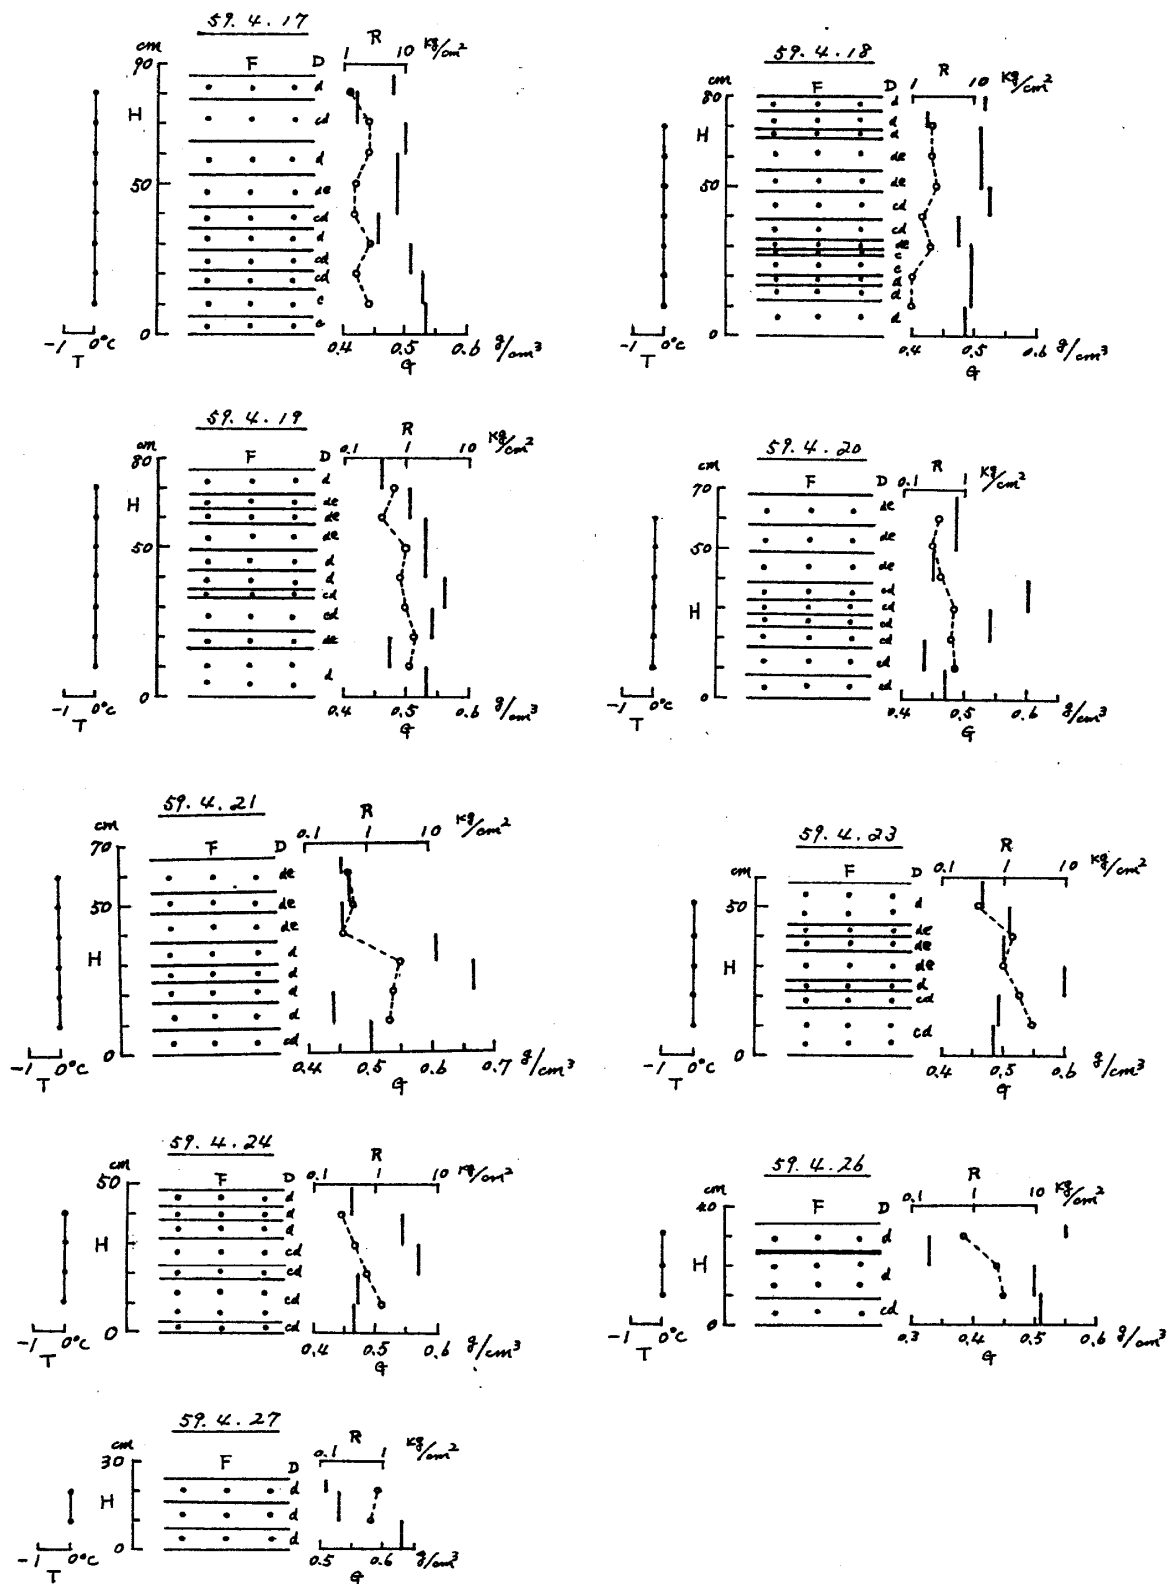 59.4.17
cm F D R 1 10 kg/cm²
90
H
50
0
d
cd
d
de
cd
d
cd
cd
c
c
-1 0°C
T
0.4 0.5 0.6 g/cm³
G
59.4.18
cm F D R 1 10 kg/cm²
80
H
50
0
d
d
d
de
de
cd
cd
de
c
c
d
d
d
-1 0°C
T
0.4 0.5 0.6 g/cm³
G
59.4.19
cm F D R 0.1 1 10 kg/cm²
80
H
50
0
d
de
de
de
d
d
cd
cd
de
d
-1 0°C
T
0.4 0.5 0.6 g/cm³
G
59.4.20
cm F D R 0.1 1 kg/cm²
70
50
H
0
de
de
de
cd
cd
cd
cd
cd
cd
-1 0°C
T
0.4 0.5 0.6 g/cm³
G
59.4.21
cm F D R 0.1 1 10 kg/cm²
70
50
H
0
de
de
de
d
d
d
d
cd
-1 0°C
T
0.4 0.5 0.6 0.7 g/cm³
G
59.4.23
cm F D R 0.1 1 10 kg/cm²
50
H
0
d
de
de
de
d
cd
cd
-1 0°C
T
0.4 0.5 0.6 g/cm³
G
59.4.24
cm F D R 0.1 1 10 kg/cm²
50
H
0
d
d
d
cd
cd
cd
cd
-1 0°C
T
0.4 0.5 0.6 g/cm³
G
59.4.26
cm F D R 0.1 1 10 kg/cm²
40
H
0
d
d
cd
-1 0°C
T
0.3 0.4 0.5 0.6 g/cm³
G
59.4.27
cm F D R 0.1 1 kg/cm²
30
H
0
d
d
d
-1 0°C
T
0.5 0.6 g/cm³
G